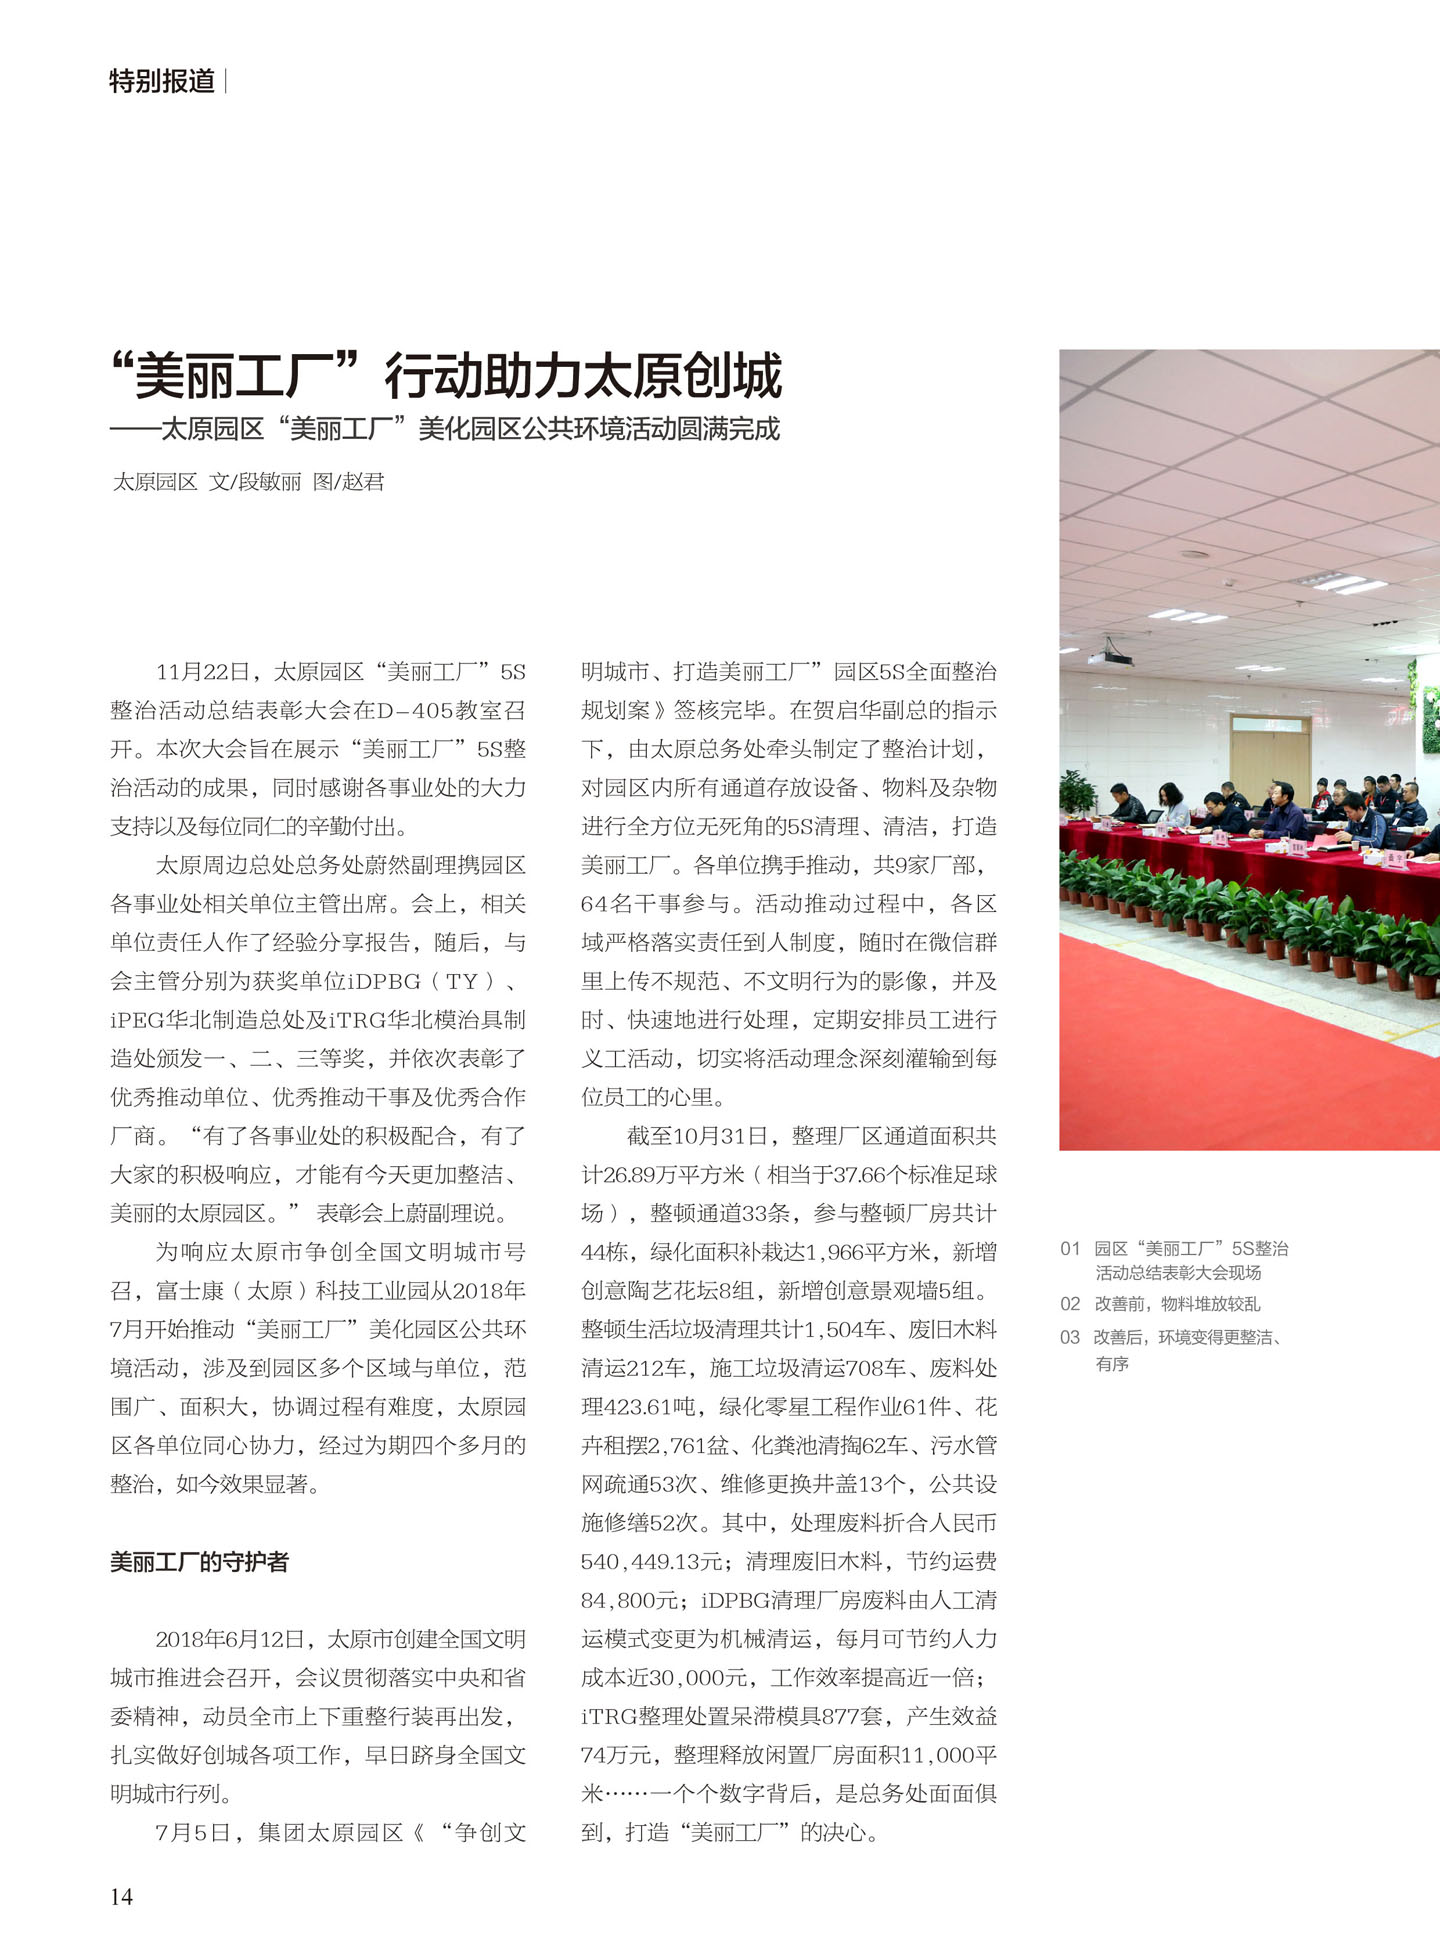 特别报道
“美丽工厂”行动助力太原创城
——太原园区“美丽工厂”美化园区公共环境活动圆满完成
太原园区 文/段敏丽 图/赵君
11月22日，太原园区“美丽工厂”5S
整治活动总结表彰大会在D-405教室召
开。本次大会旨在展示“美丽工厂”5S整
治活动的成果，同时感谢各事业处的大力
支持以及每位同仁的辛勤付出。
太原周边总处总务处蔚然副理携园区
各事业处相关单位主管出席。会上，相关
单位责任人作了经验分享报告，随后，与
会主管分别为获奖单位iDPBG（TY）、
iPEG华北制造总处及iTRG华北模治具制
造处颁发一、二、三等奖，并依次表彰了
优秀推动单位、优秀推动干事及优秀合作
厂商。“有了各事业处的积极配合，有了
大家的积极响应，才能有今天更加整洁、
美丽的太原园区。” 表彰会上蔚副理说。
为响应太原市争创全国文明城市号
召，富士康（太原）科技工业园从2018年
7月开始推动“美丽工厂”美化园区公共环
境活动，涉及到园区多个区域与单位，范
围广、面积大，协调过程有难度，太原园
区各单位同心协力，经过为期四个多月的
整治，如今效果显著。
美丽工厂的守护者
2018年6月12日，太原市创建全国文明
城市推进会召开，会议贯彻落实中央和省
委精神，动员全市上下重整行装再出发，
扎实做好创城各项工作，早日跻身全国文
明城市行列。
7月5日，集团太原园区《“争创文
明城市、打造美丽工厂”园区5S全面整治
规划案》签核完毕。在贺启华副总的指示
下，由太原总务处牵头制定了整治计划，
对园区内所有通道存放设备、物料及杂物
进行全方位无死角的5S清理、清洁，打造
美丽工厂。各单位携手推动，共9家厂部，
64名干事参与。活动推动过程中，各区
域严格落实责任到人制度，随时在微信群
里上传不规范、不文明行为的影像，并及
时、快速地进行处理，定期安排员工进行
义工活动，切实将活动理念深刻灌输到每
位员工的心里。
截至10月31日，整理厂区通道面积共
计26.89万平方米（相当于37.66个标准足球
场），整顿通道33条，参与整顿厂房共计
44栋，绿化面积补栽达1,966平方米，新增
创意陶艺花坛8组，新增创意景观墙5组。
整顿生活垃圾清理共计1,504车、废旧木料
清运212车，施工垃圾清运708车、废料处
理423.61吨，绿化零星工程作业61件、花
卉租摆2,761盆、化粪池清掏62车、污水管
网疏通53次、维修更换井盖13个，公共设
施修缮52次。其中，处理废料折合人民币
540,449.13元；清理废旧木料，节约运费
84,800元；iDPBG清理厂房废料由人工清
运模式变更为机械清运，每月可节约人力
成本近30,000元，工作效率提高近一倍；
iTRG整理处置呆滞模具877套，产生效益
74万元，整理释放闲置厂房面积11,000平
米……一个个数字背后，是总务处面面俱
到，打造“美丽工厂”的决心。
01 园区“美丽工厂”5S整治
活动总结表彰大会现场
02 改善前，物料堆放较乱
03 改善后，环境变得更整洁、
有序
14